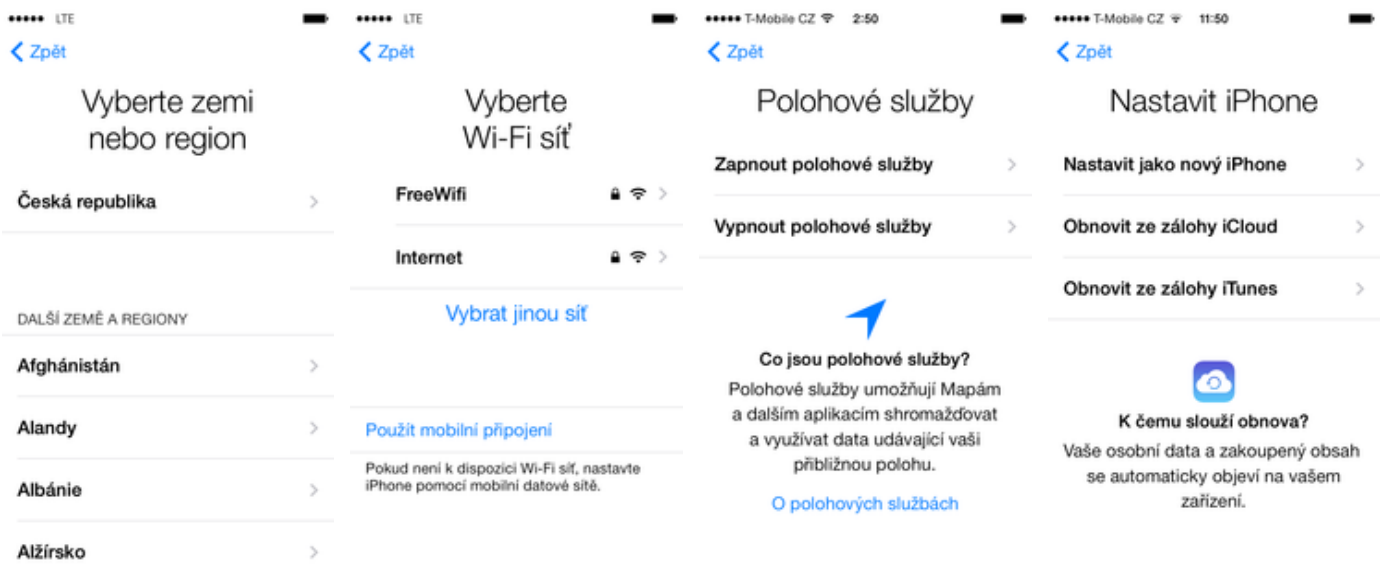 LTE
Zpět
Vyberte zemi
nebo region
Česká republika
DALŠÍ ZEMĚ A REGIONY
Afghánistán
Alandy
Albánie
Alžírsko
LTE
Zpět
Vyberte
Wi-Fi síť
FreeWifi
Internet
Vybrat jinou síť
Použít mobilní připojení
Pokud není k dispozici Wi-Fi síť, nastavte
iPhone pomocí mobilní datové sítě.
T-Mobile CZ 2:50
Zpět
Polohové služby
Zapnout polohové služby
Vypnout polohové služby
Co jsou polohové služby?
Polohové služby umožňují Mapám
a dalším aplikacím shromažďovat
a využívat data udávající vaši
přibližnou polohu.
O polohových službách
T-Mobile CZ 11:50
Zpět
Nastavit iPhone
Nastavit jako nový iPhone
Obnovit ze zálohy iCloud
Obnovit ze zálohy iTunes
K čemu slouží obnova?
Vaše osobní data a zakoupený obsah
se automaticky objeví na vašem
zařízení.